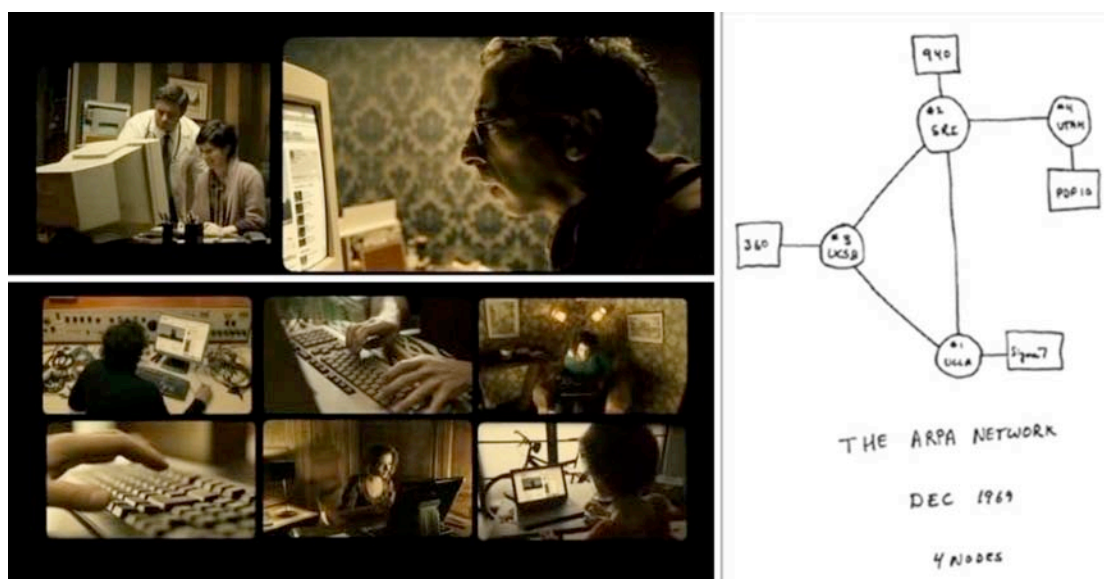 940
#2
SRI
#4
UTAH
PDP10
360
#3
UCSB
#1
UCLA
Sigma7
THE ARPA NETWORK
DEC 1969
4 NODES